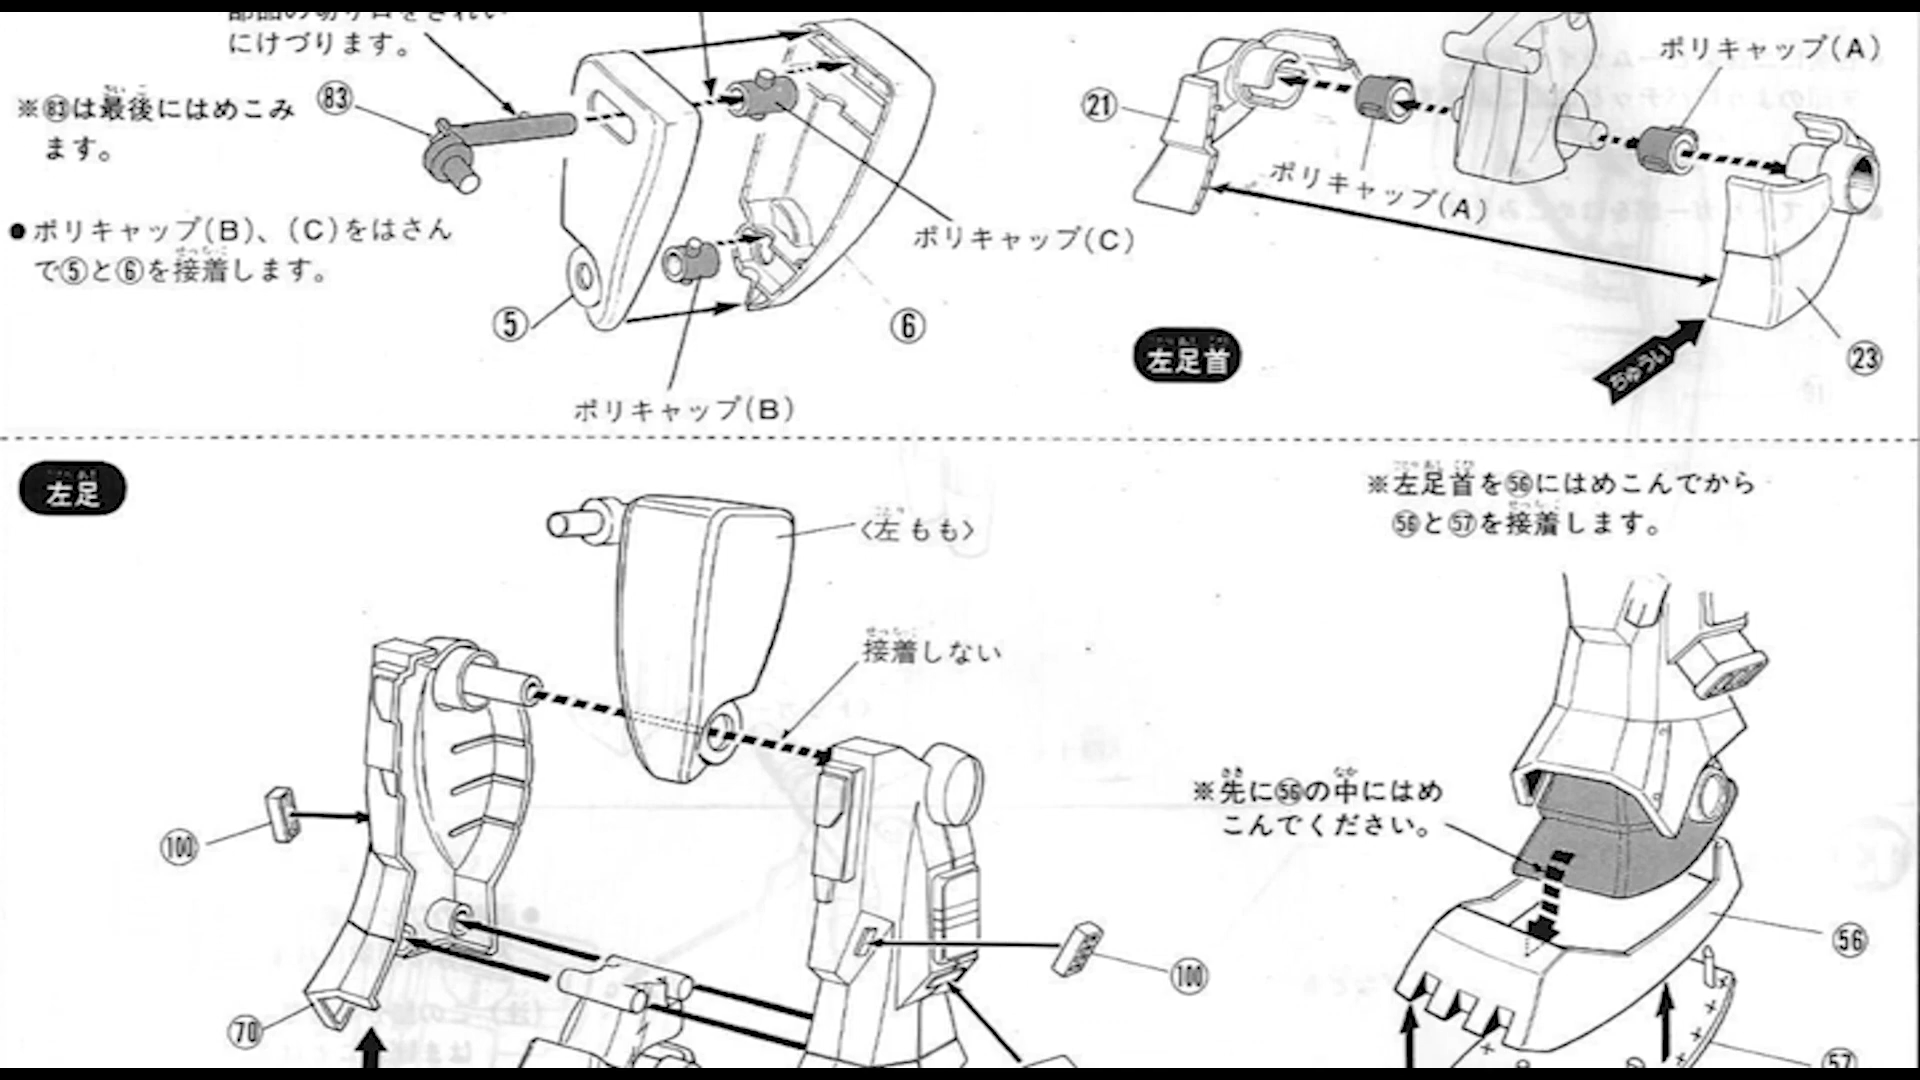 にけづります。
※㊃は最後にはめこみ
ます。
83
●ポリキャップ(B)、(C)をはさん
で⑤と⑥を接着します。
5
6
ポリキャップ(C)
ポリキャップ(B)
21
ポリキャップ(A)
ポリキャップ(A)
左足首
ちゅうい
23
左足
〈左もも〉
接着しない
100
70
100
※左足首を56にはめこんでから
56と57を接着します。
※先に56の中にはめ
こんでください。
56
57